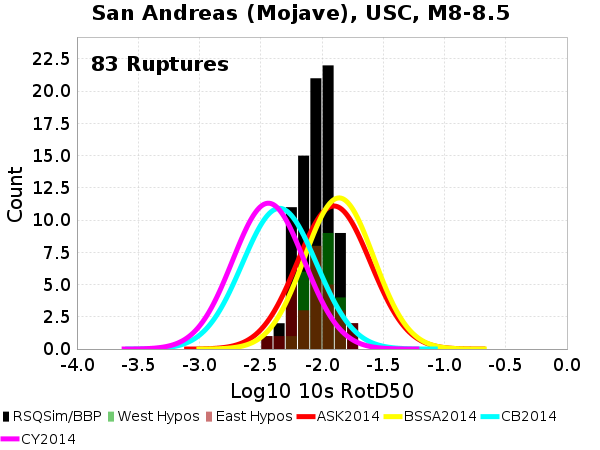 San Andreas (Mojave), USC, M8-8.5
83 Ruptures
22.5
20.0
17.5
15.0
12.5
10.0
7.5
5.0
2.5
0.0
Count
-4.0 -3.5 -3.0 -2.5 -2.0 -1.5 -1.0 -0.5 0.0
Log10 10s RotD50
RSQSim/BBP West Hypos East Hypos ASK2014 BSSA2014 CB2014
CY2014